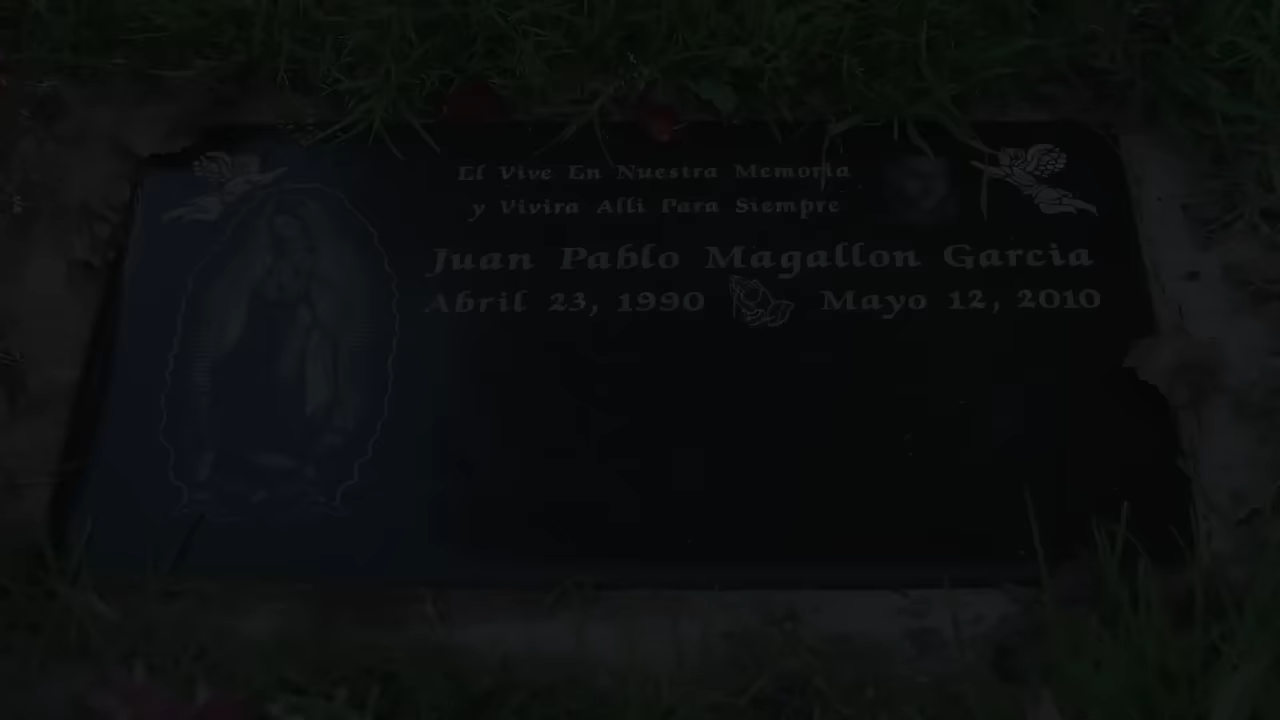 El Vive En Nuestra Memoria
y Vivira Alli Para Siempre
Juan Pablo Magallon Garcia
Abril 23, 1990 Mayo 12, 2010